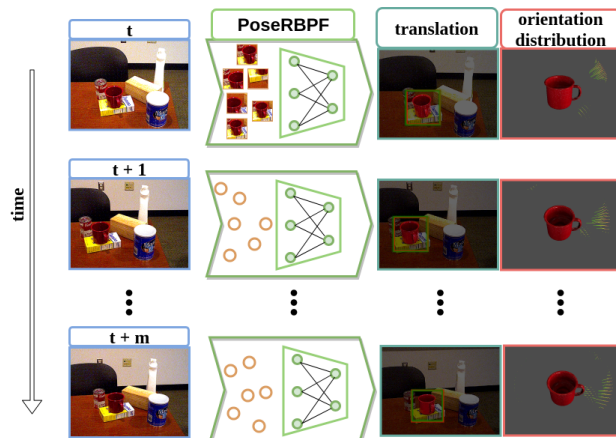 t
PoseRBPF
translation
orientation
distribution
t + 1
time
t + m